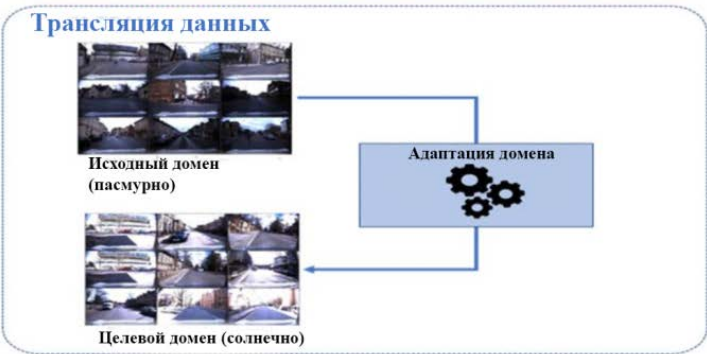 Трансляция данных
Исходный домен
(пасмурно)
Адаптация домена
Целевой домен (солнечно)